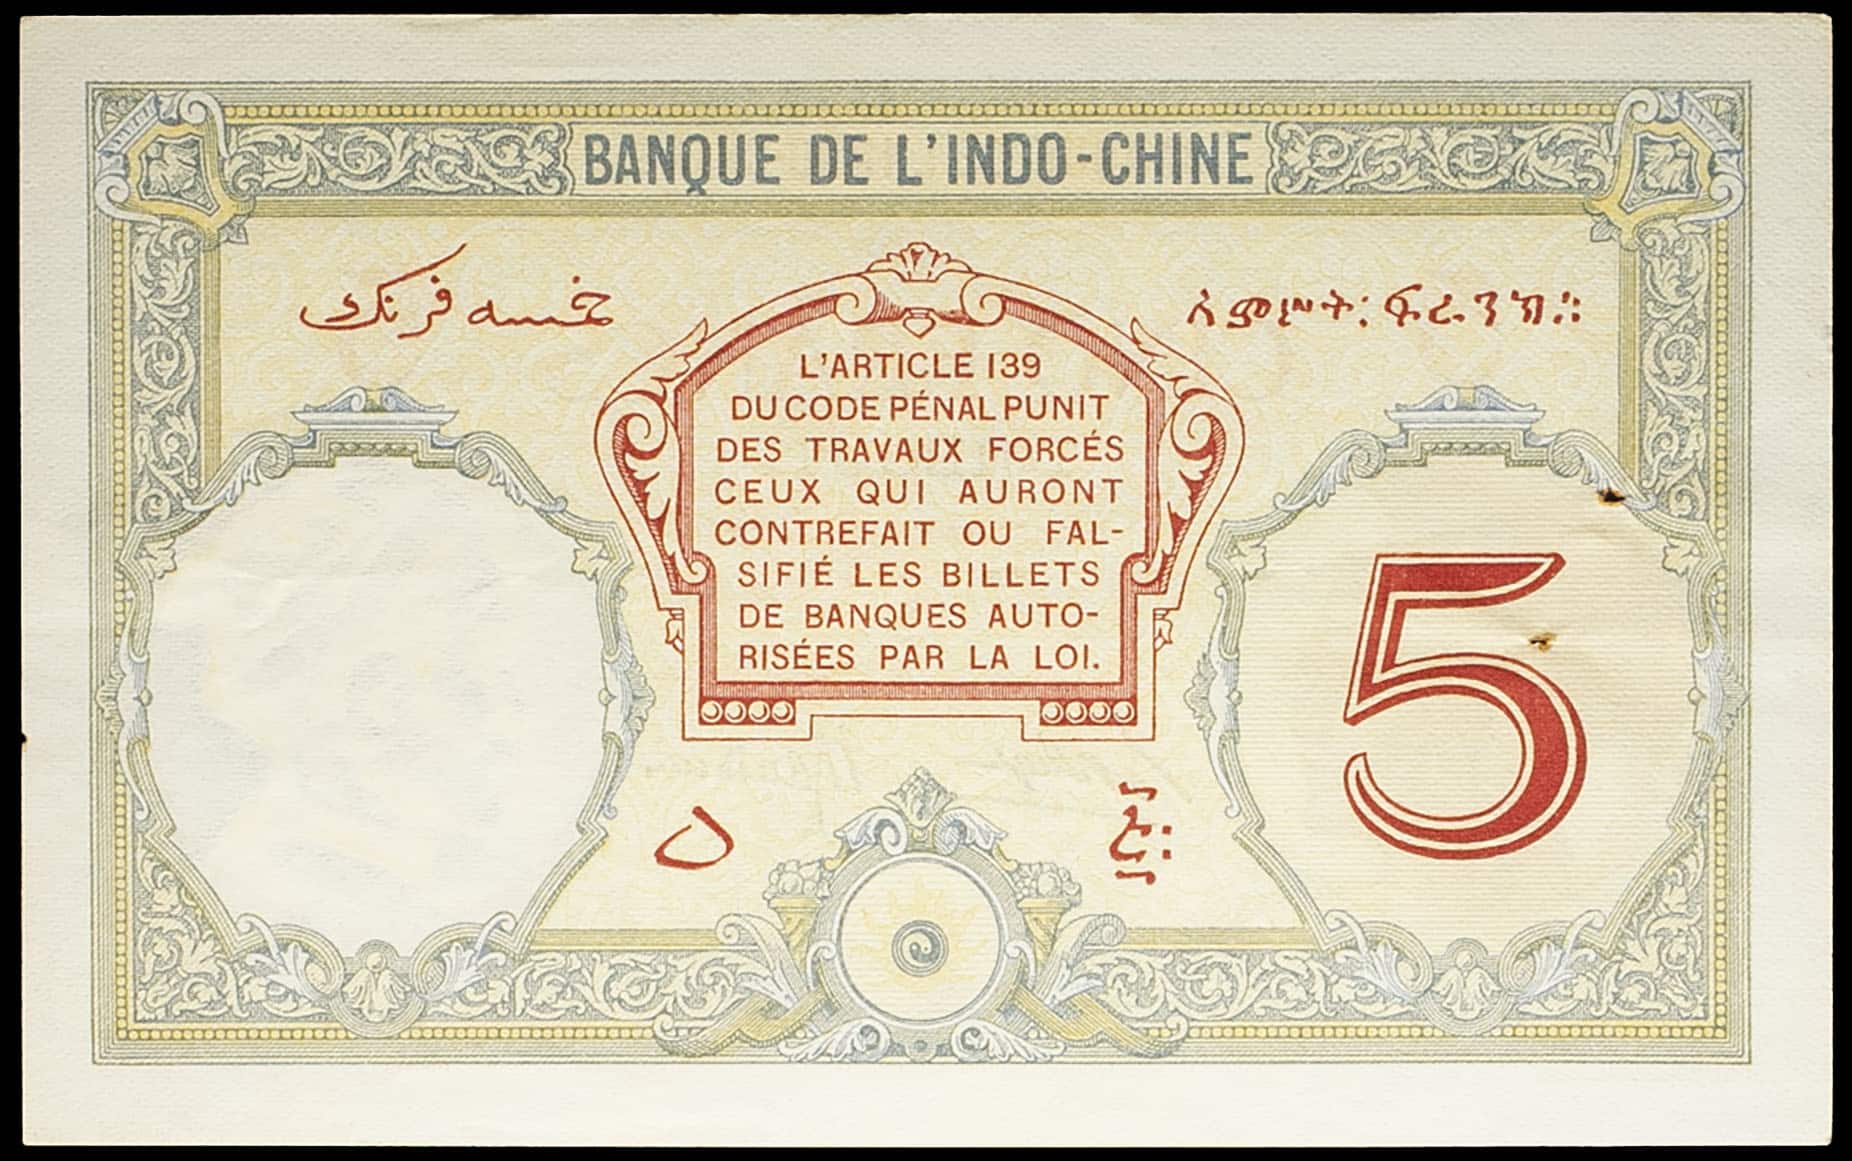 BANQUE DE L'INDO-CHINE
خمسه فرنك
አምሥት፡ ፍራንክ።
L'ARTICLE 139
DU CODE PÉNAL PUNIT
DES TRAVAUX FORCÉS
CEUX QUI AURONT
CONTREFAIT OU FAL-
SIFIÉ LES BILLETS
DE BANQUES AUTO-
RISÉES PAR LA LOI.
5
٥
፭፡